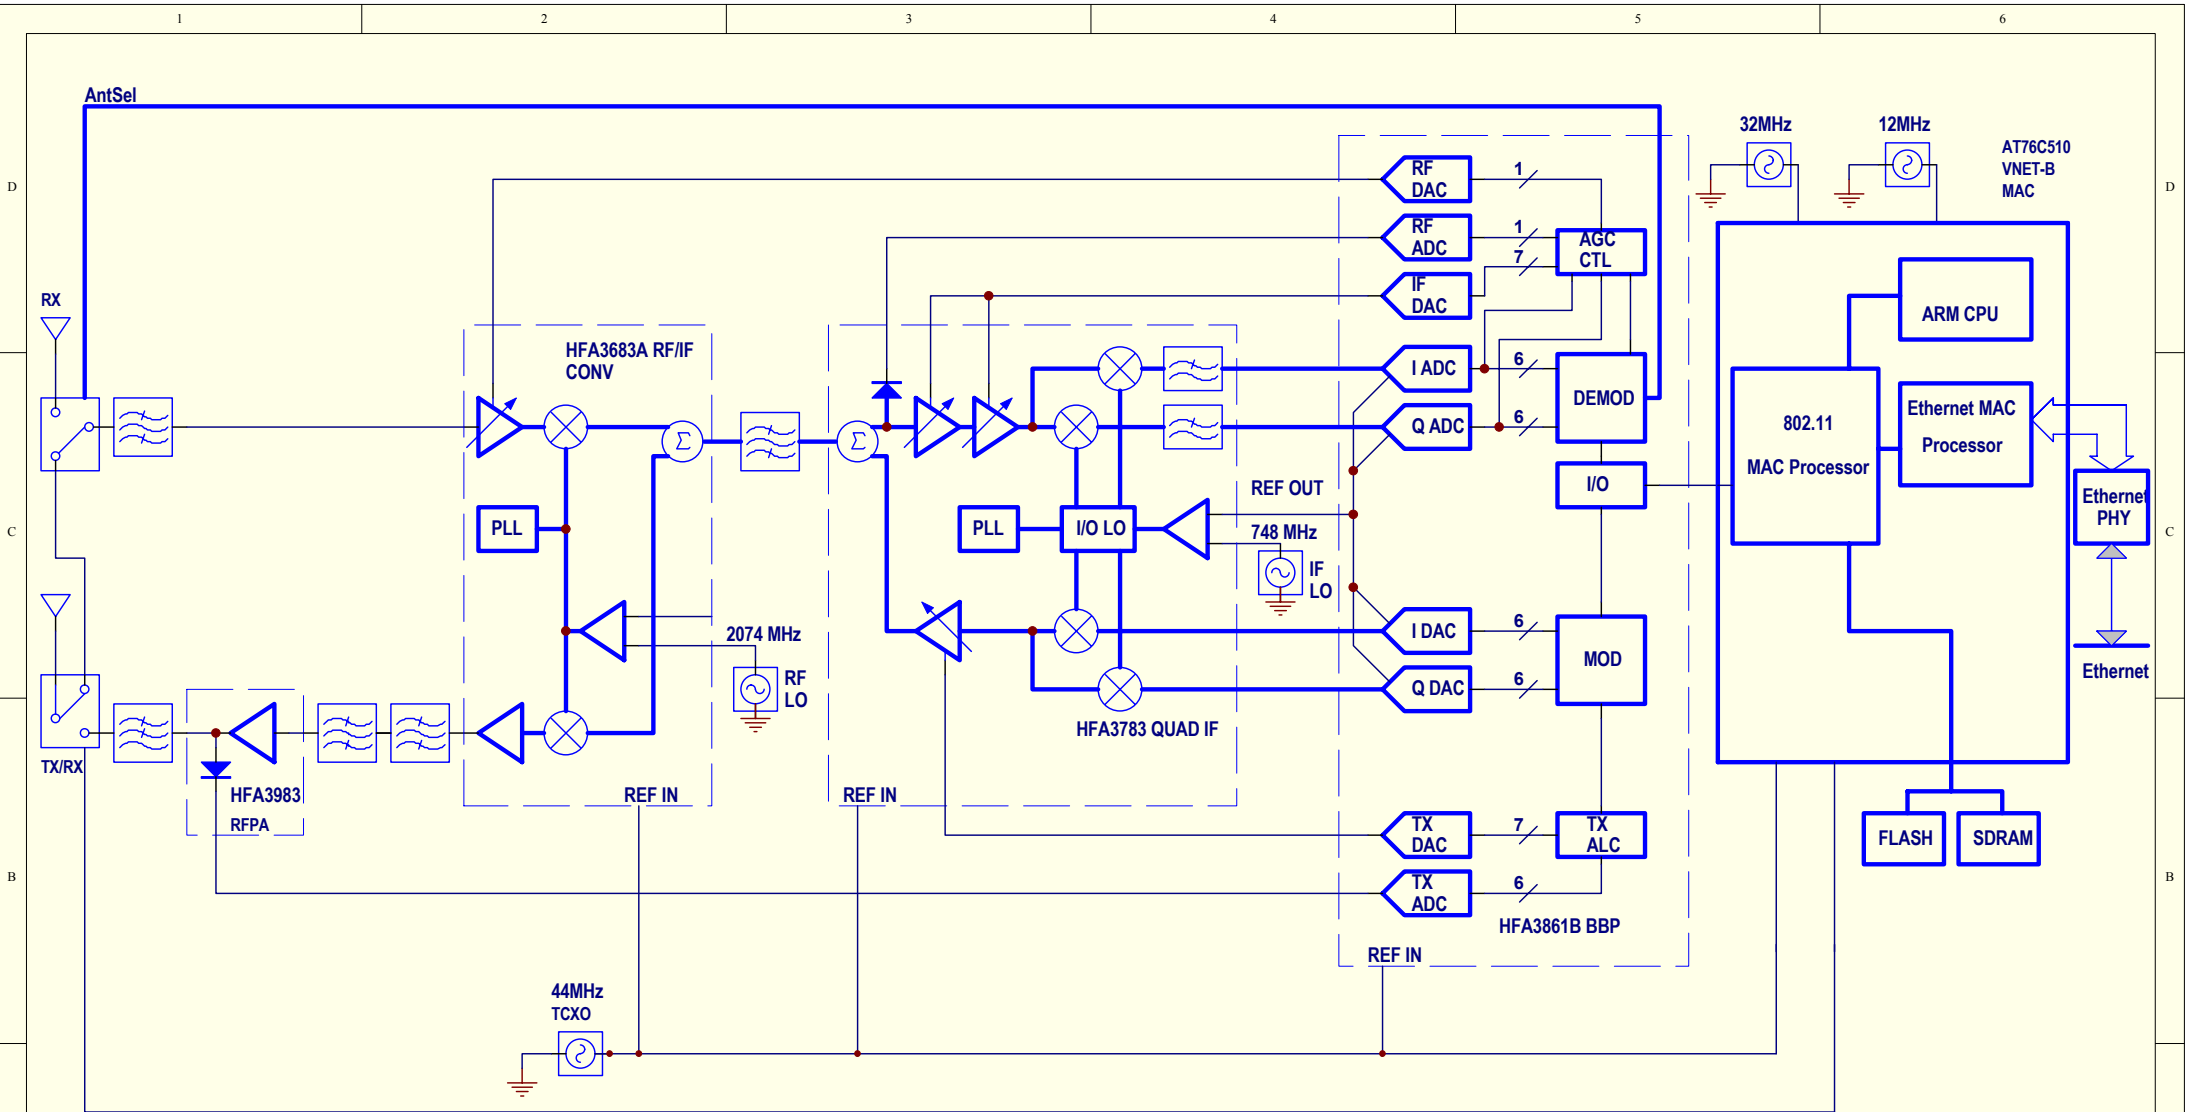 1 2 3 4 5 6
AntSel
32MHz
12MHz
AT76C510
VNET-B
MAC
D
D
RF
DAC
1
RF
ADC
1
7
AGC
CTL
IF
DAC
ARM CPU
RX
HFA3683A RF/IF
CONV
I ADC
6
DEMOD
Q ADC
6
802.11
MAC Processor
Ethernet MAC
Processor
Σ
Σ
I/O
REF OUT
Ethernet
PHY
C
C
PLL
PLL
I/O LO
748 MHz
IF
LO
2074 MHz
RF
LO
I DAC
6
MOD
Q DAC
6
Ethernet
HFA3783 QUAD IF
TX/RX
HFA3983
RFPA
REF IN
REF IN
TX
DAC
7
TX
ALC
FLASH
SDRAM
B
B
TX
ADC
6
HFA3861B BBP
REF IN
44MHz
TCXO